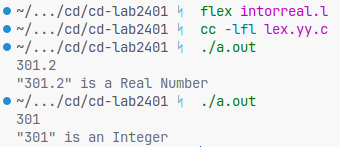 ~/.../cd/cd-lab2401 ᛋ flex intorreal.l
~/.../cd/cd-lab2401 ᛋ cc -lfl lex.yy.c
~/.../cd/cd-lab2401 ᛋ ./a.out
301.2
"301.2" is a Real Number
~/.../cd/cd-lab2401 ᛋ ./a.out
301
"301" is an Integer